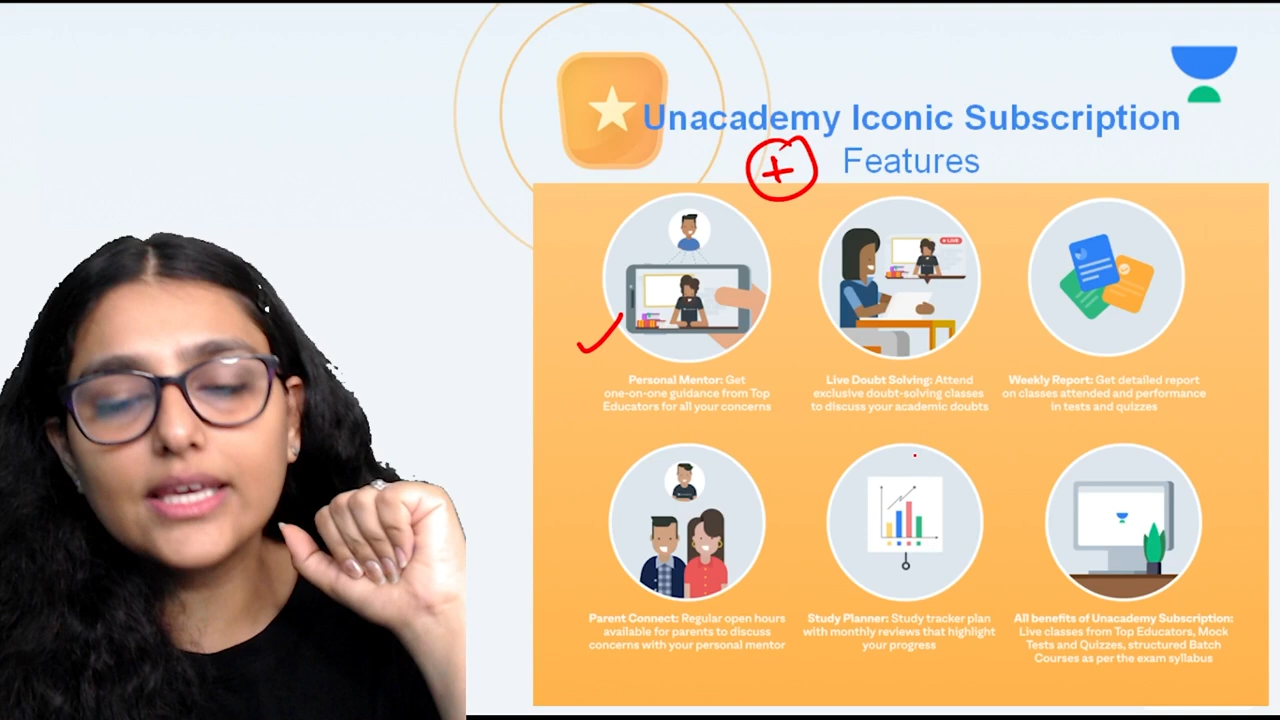 Unacademy Iconic Subscription
+ Features
LIVE
Personal Mentor: Get
one-on-one guidance from Top
Educators for all your concerns
Live Doubt Solving: Attend
exclusive doubt-solving classes
to discuss your academic doubts
Weekly Report: Get detailed report
on classes attended and performance
in tests and quizzes
Parent Connect: Regular open hours
available for parents to discuss
concerns with your personal mentor
Study Planner: Study tracker plan
with monthly reviews that highlight
your progress
All benefits of Unacademy Subscription:
Live classes from Top Educators, Mock
Tests and Quizzes, structured Batch
Courses as per the exam syllabus